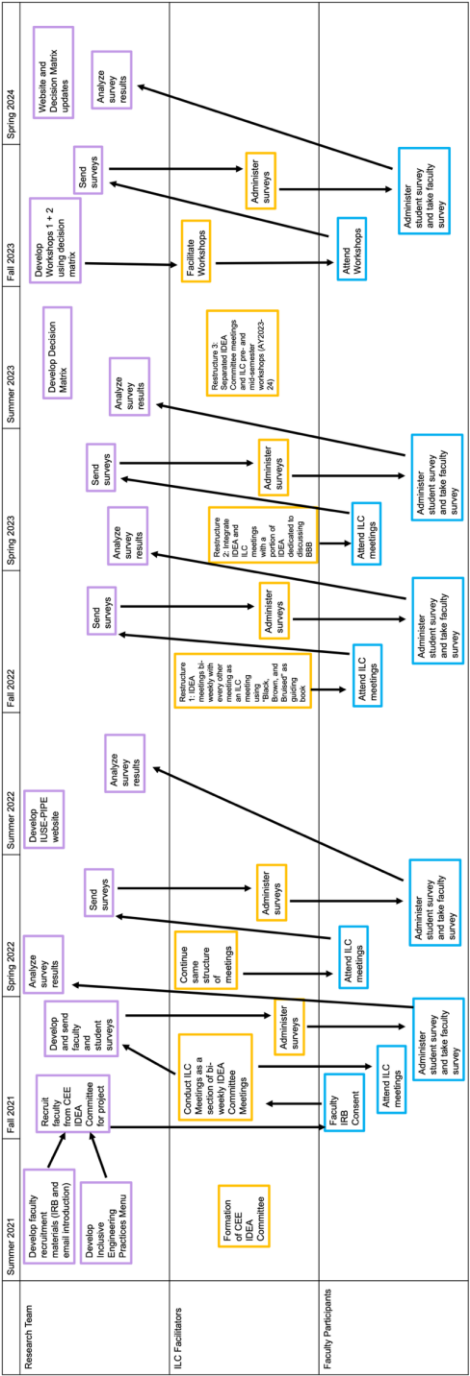 Summer 2021
Fall 2021
Spring 2022
Summer 2022
Fall 2022
Spring 2023
Summer 2023
Fall 2023
Spring 2024
Research Team
Develop faculty
recruitment
materials (IRB and
email introduction)
Develop
Inclusive
Engineering
Practices Menu
Recruit
faculty
from CEE
IDEA
Committee
for project
Develop
and send
faculty
and
student
surveys
Analyze
survey
results
Send
surveys
Develop
IUSE-PIPE
website
Analyze
survey
results
Send
surveys
Analyze
survey
results
Send
surveys
Analyze
survey
results
Develop Decision
Matrix
Develop
Workshops 1 + 2
using decision
matrix
Send
surveys
Analyze
survey
results
Website and
Decision Matrix
updates
ILC Facilitators
Formation
of CEE
IDEA
Committee
Conduct ILC
Meetings as a
section of bi-
weekly IDEA
Committee
Meetings
Administer
surveys
Continue
same
structure
of
meetings
Administer
surveys
Restructure
1: IDEA
meetings bi-
weekly with
every other
meeting as
an ILC
meeting
using
"Black,
Brown, and
Bruised" as
guiding
book
Administer
surveys
Restructure
2: Integrate
IDEA and
ILC
meetings
with a
portion of
IDEA
dedicated to
discussing
BBB
Administer
surveys
Restructure 3:
Separated IDEA
Committee meetings
and ILC pre- and
mid-semester
workshops (AY2023-
24)
Facilitate
Workshops
Administer
surveys
Faculty Participants
Faculty
IRB
Consent
Attend ILC
meetings
Administer
student survey
and take faculty
survey
Attend ILC
meetings
Administer
student survey
and take faculty
survey
Attend ILC
meetings
Administer
student survey
and take faculty
survey
Attend ILC
meetings
Administer
student survey
and take faculty
survey
Attend
Workshops
Administer
student survey
and take faculty
survey